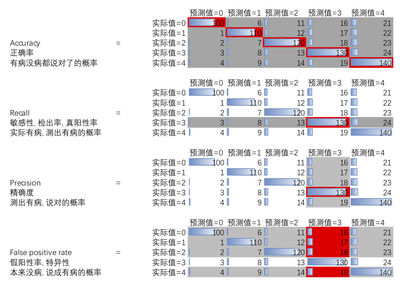 预测值=0 预测值=1 预测值=2 预测值=3 预测值=4
实际值=0 100 6 11 16 21
实际值=1 1 110 12 17 22
Accuracy = 实际值=2 2 7 120 18 23
正确率 实际值=3 3 8 13 130 24
有病没病都说对了的概率 实际值=4 4 9 14 19 140
预测值=0 预测值=1 预测值=2 预测值=3 预测值=4
实际值=0 100 6 11 16 21
实际值=1 1 110 12 17 22
Recall = 实际值=2 2 7 120 18 23
敏感性, 检出率, 真阳性率 实际值=3 3 8 13 130 24
实际有病, 测出有病的概率 实际值=4 4 9 14 19 140
预测值=0 预测值=1 预测值=2 预测值=3 预测值=4
实际值=0 100 6 11 16 21
实际值=1 1 110 12 17 22
Precision = 实际值=2 2 7 120 18 23
精确度 实际值=3 3 8 13 130 24
测出有病, 说对的概率 实际值=4 4 9 14 19 140
预测值=0 预测值=1 预测值=2 预测值=3 预测值=4
实际值=0 100 6 11 16 21
实际值=1 1 110 12 17 22
False positive rate = 实际值=2 2 7 120 18 23
假阳性率, 特异性 实际值=3 3 8 13 130 24
本来没病, 说成有病的概率 实际值=4 4 9 14 19 140